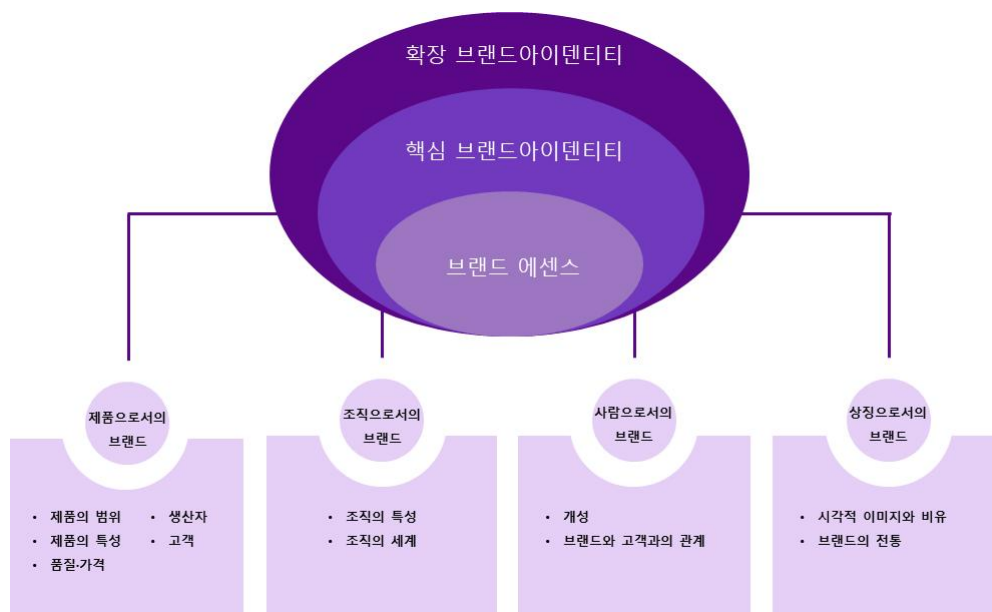 확장 브랜드아이덴티티
핵심 브랜드아이덴티티
브랜드 에센스
제품으로서의
브랜드
• 제품의 범위
• 제품의 특성
• 품질·가격
• 생산자
• 고객
조직으로서의
브랜드
• 조직의 특성
• 조직의 세계
사람으로서의
브랜드
• 개성
• 브랜드와 고객과의 관계
상징으로서의
브랜드
• 시각적 이미지와 비유
• 브랜드의 전통